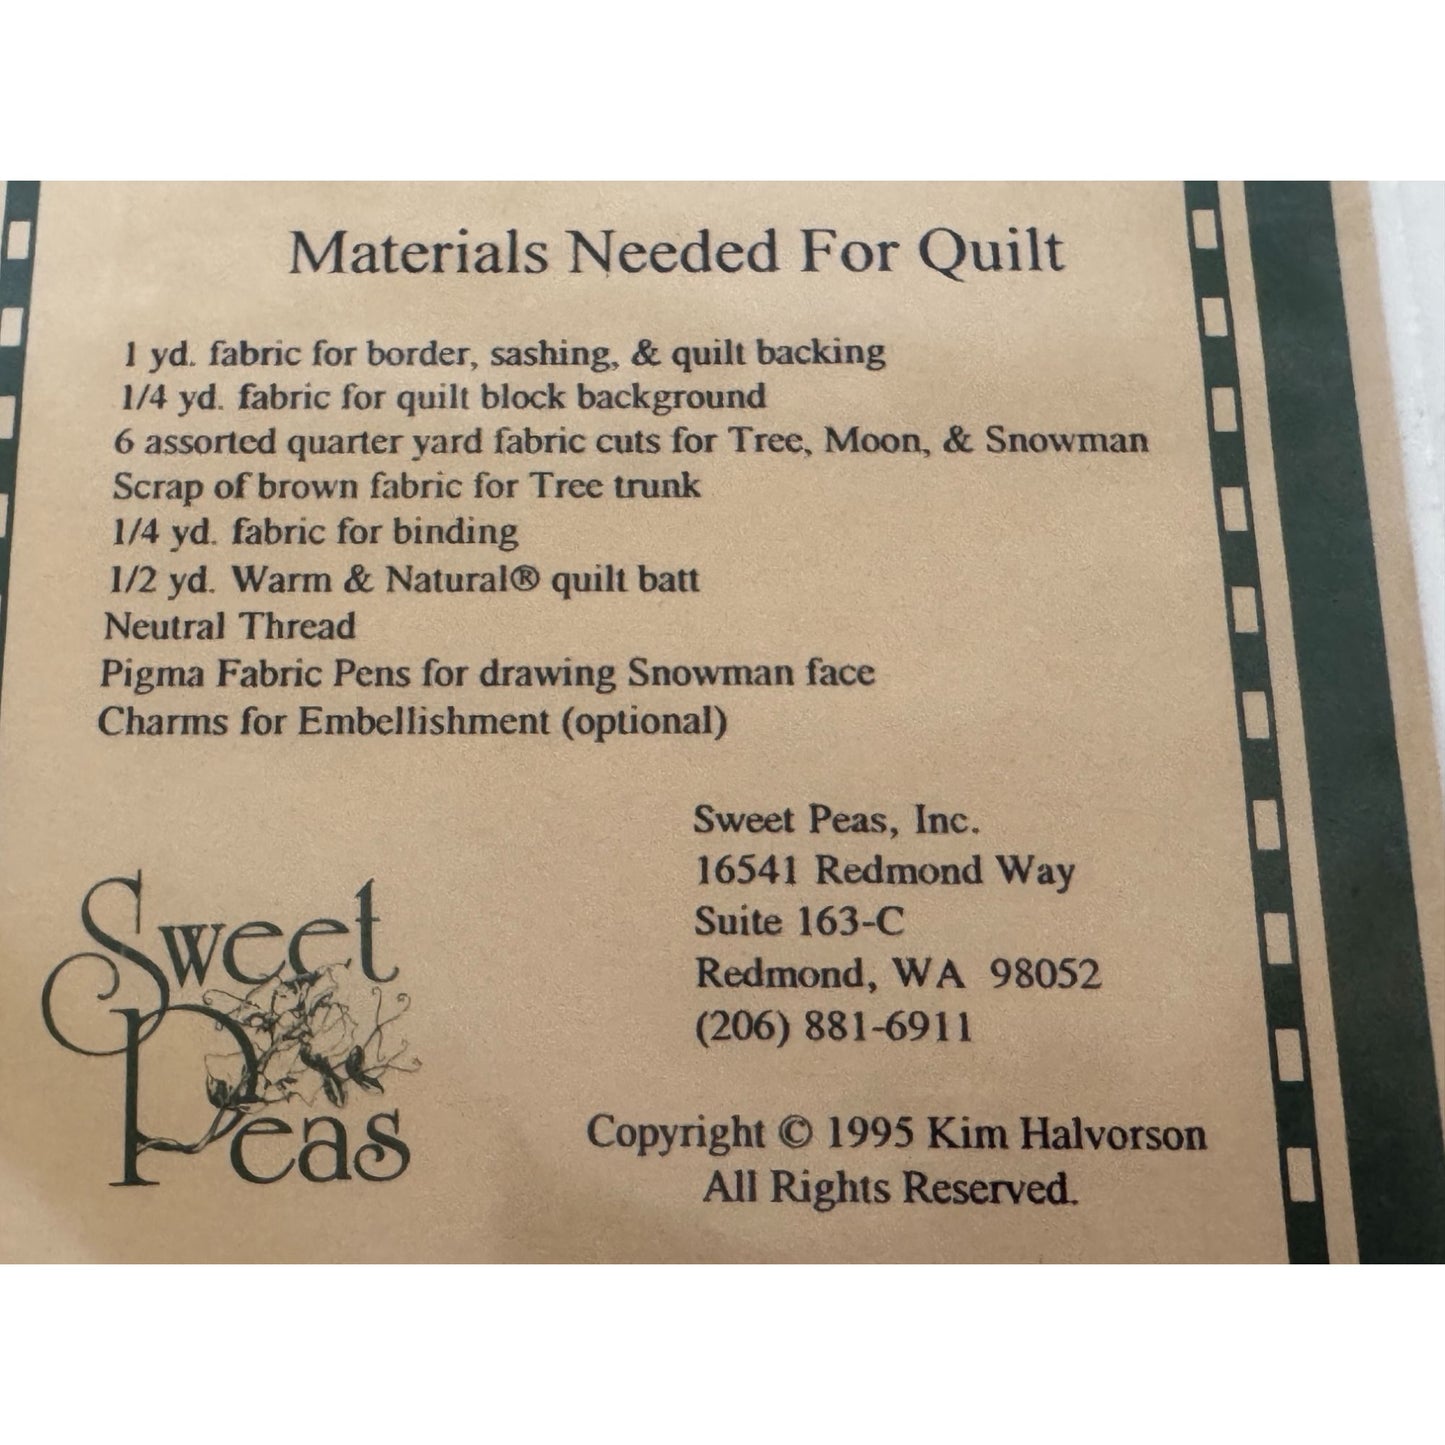 Materials Needed For Quilt
1 yd. fabric for border, sashing, & quilt backing
1/4 yd. fabric for quilt block background
6 assorted quarter yard fabric cuts for Tree, Moon, & Snowman
Scrap of brown fabric for Tree trunk
1/4 yd. fabric for binding
1/2 yd. Warm & Natural® quilt batt
Neutral Thread
Pigma Fabric Pens for drawing Snowman face
Charms for Embellishment (optional)
Sweet Peas, Inc.
16541 Redmond Way
Suite 163-C
Redmond, WA 98052
(206) 881-6911
Sweet
Peas
Copyright © 1995 Kim Halvorson
All Rights Reserved.